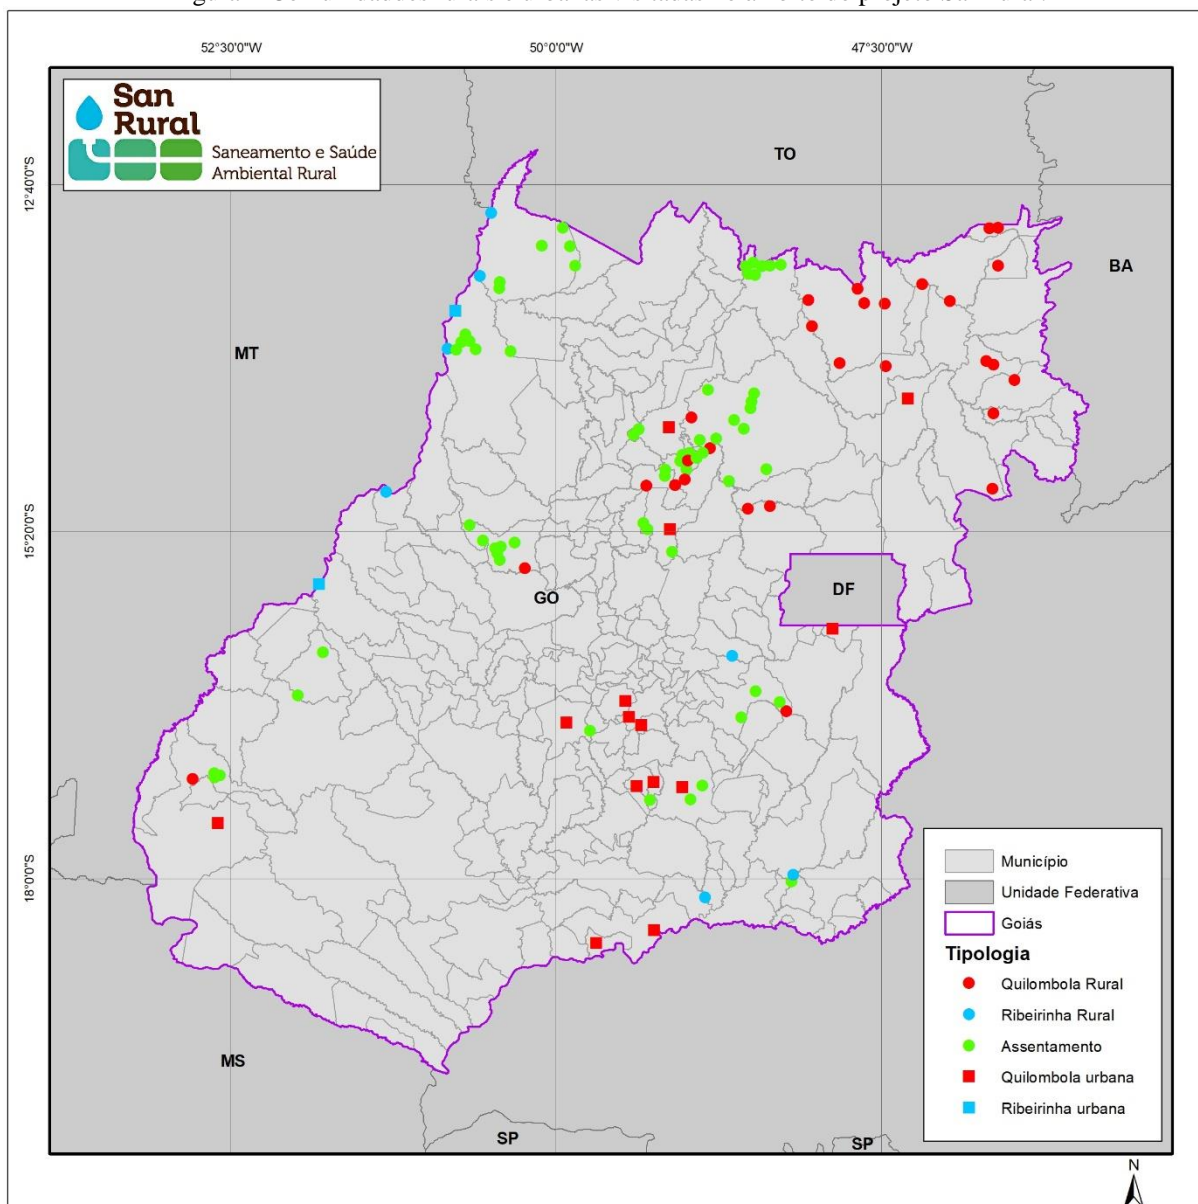 52°30'0"W 50°0'0"W 47°30'0"W
San
Rural
Saneamento e Saúde
Ambiental Rural
TO
12°40'0"S
BA
MT
15°20'0"S
DF
GO
18°0'0"S
Município
Unidade Federativa
Goiás
Tipologia
Quilombola Rural
Ribeirinha Rural
Assentamento
Quilombola urbana
Ribeirinha urbana
MS
SP
SP
N